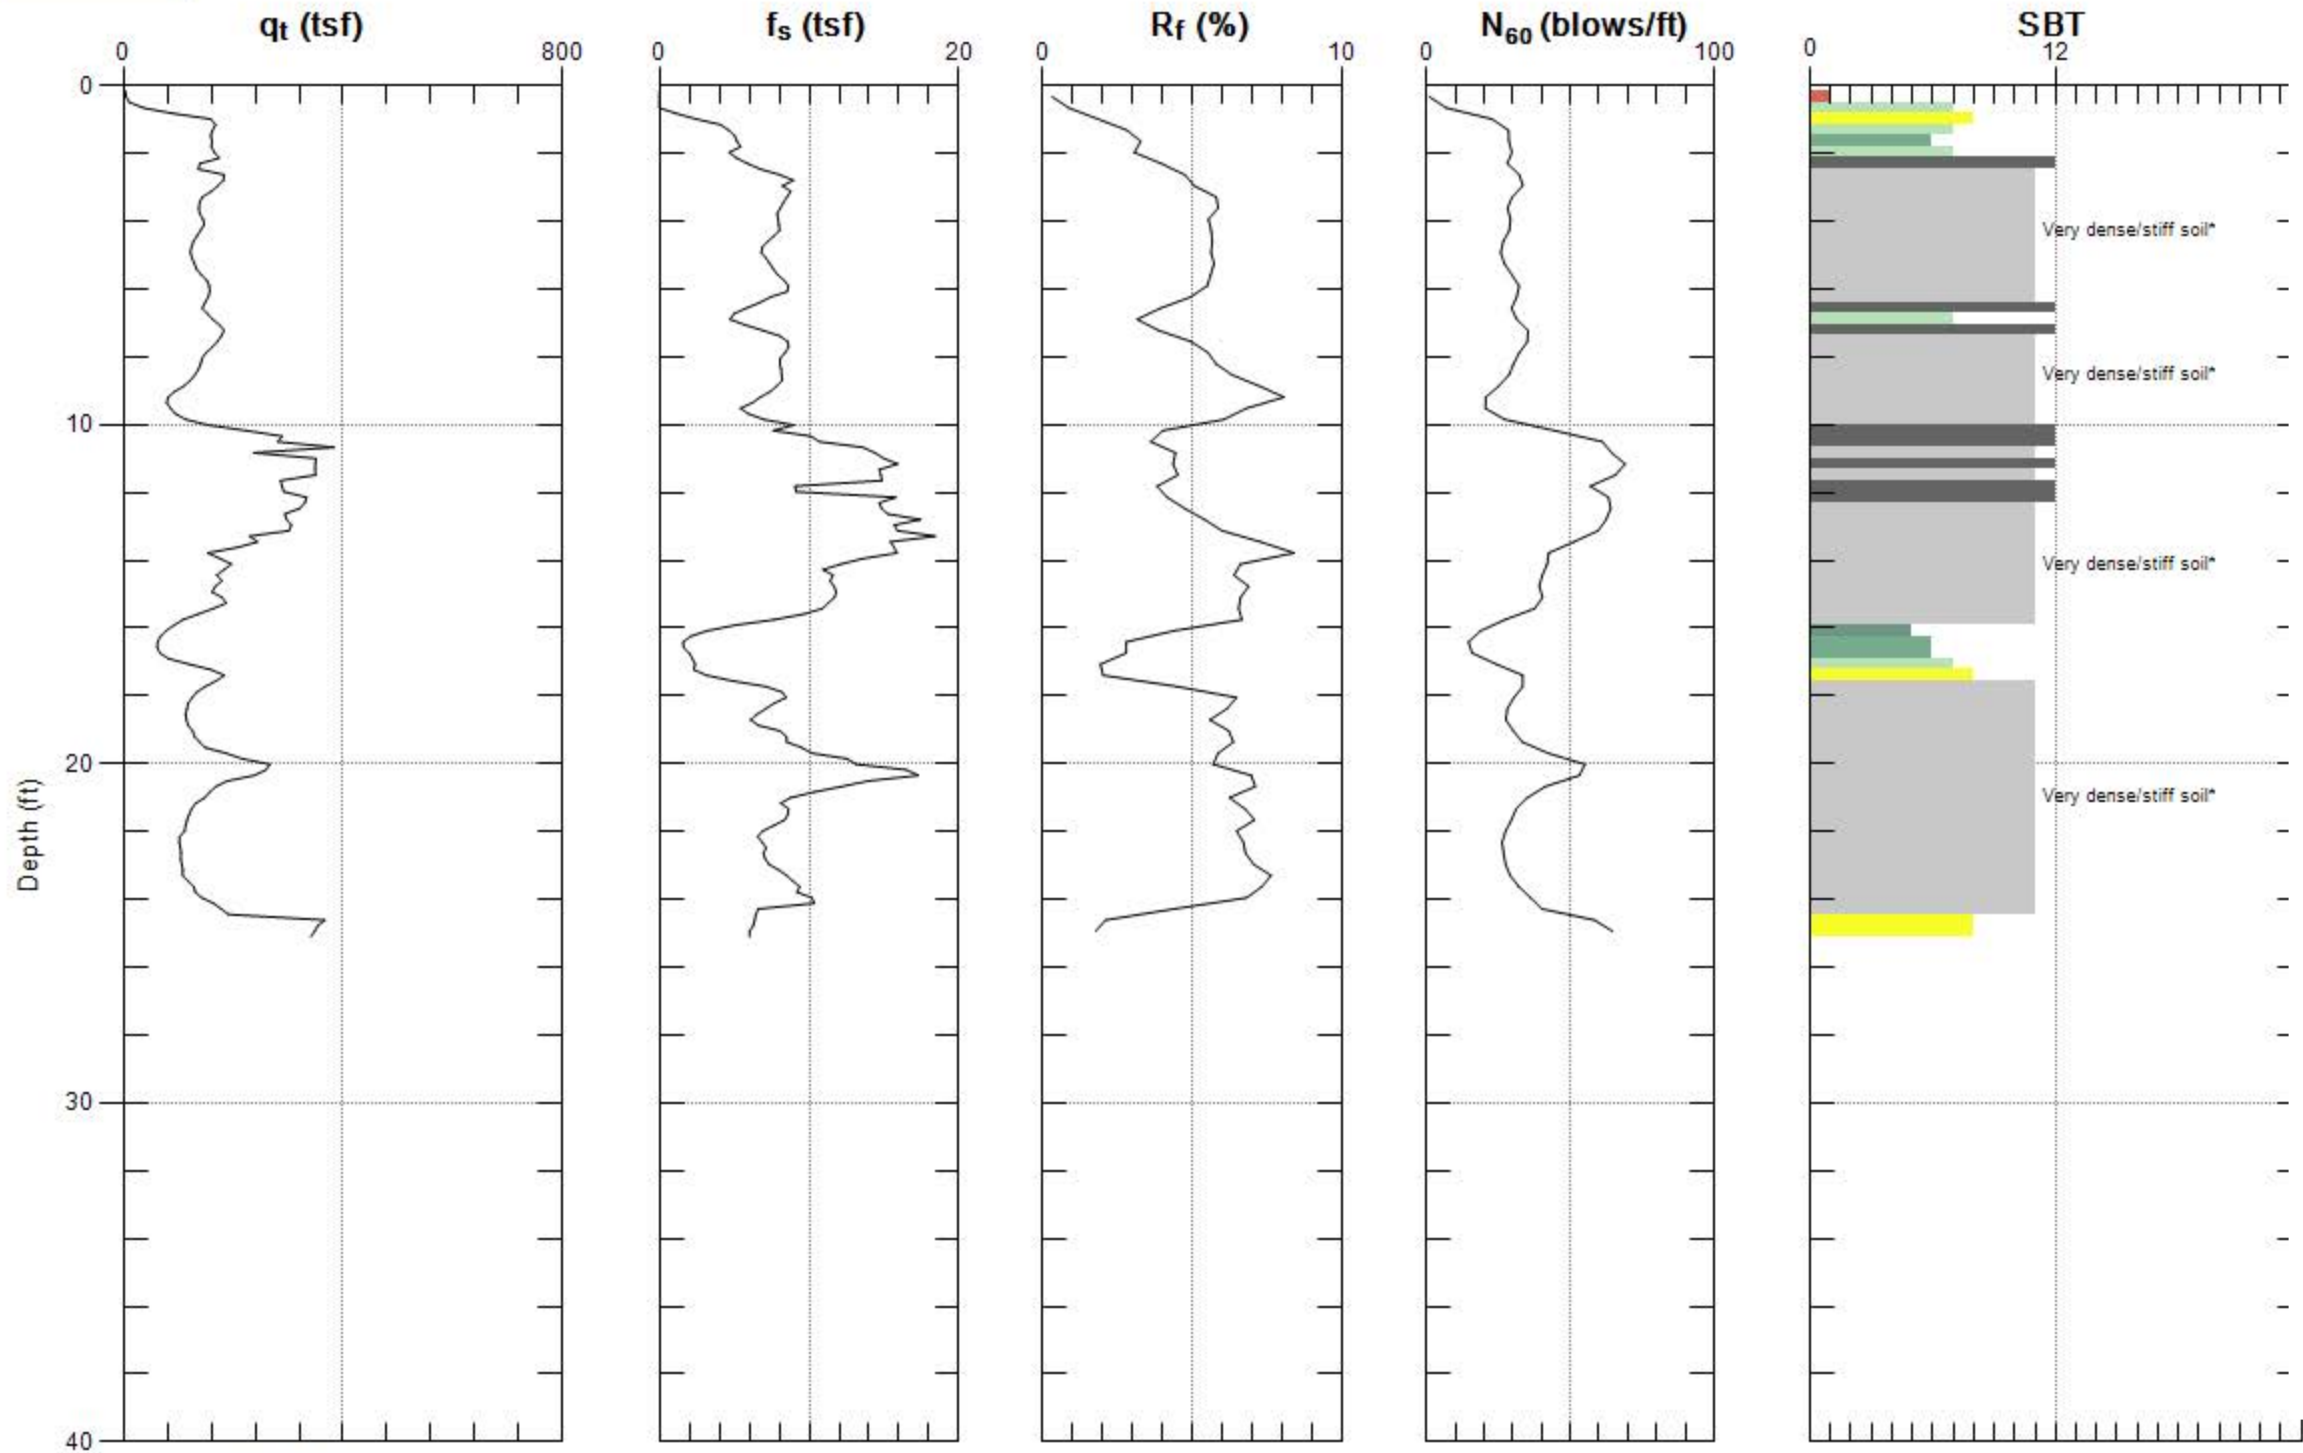 qt (tsf)
fs (tsf)
Rf (%)
N60 (blows/ft)
SBT
0 800
0 20
0 10
0 100
0 12
0
Very dense/stiff soil*
Very dense/stiff soil*
10
Very dense/stiff soil*
20
Very dense/stiff soil*
Depth (ft)
30
40